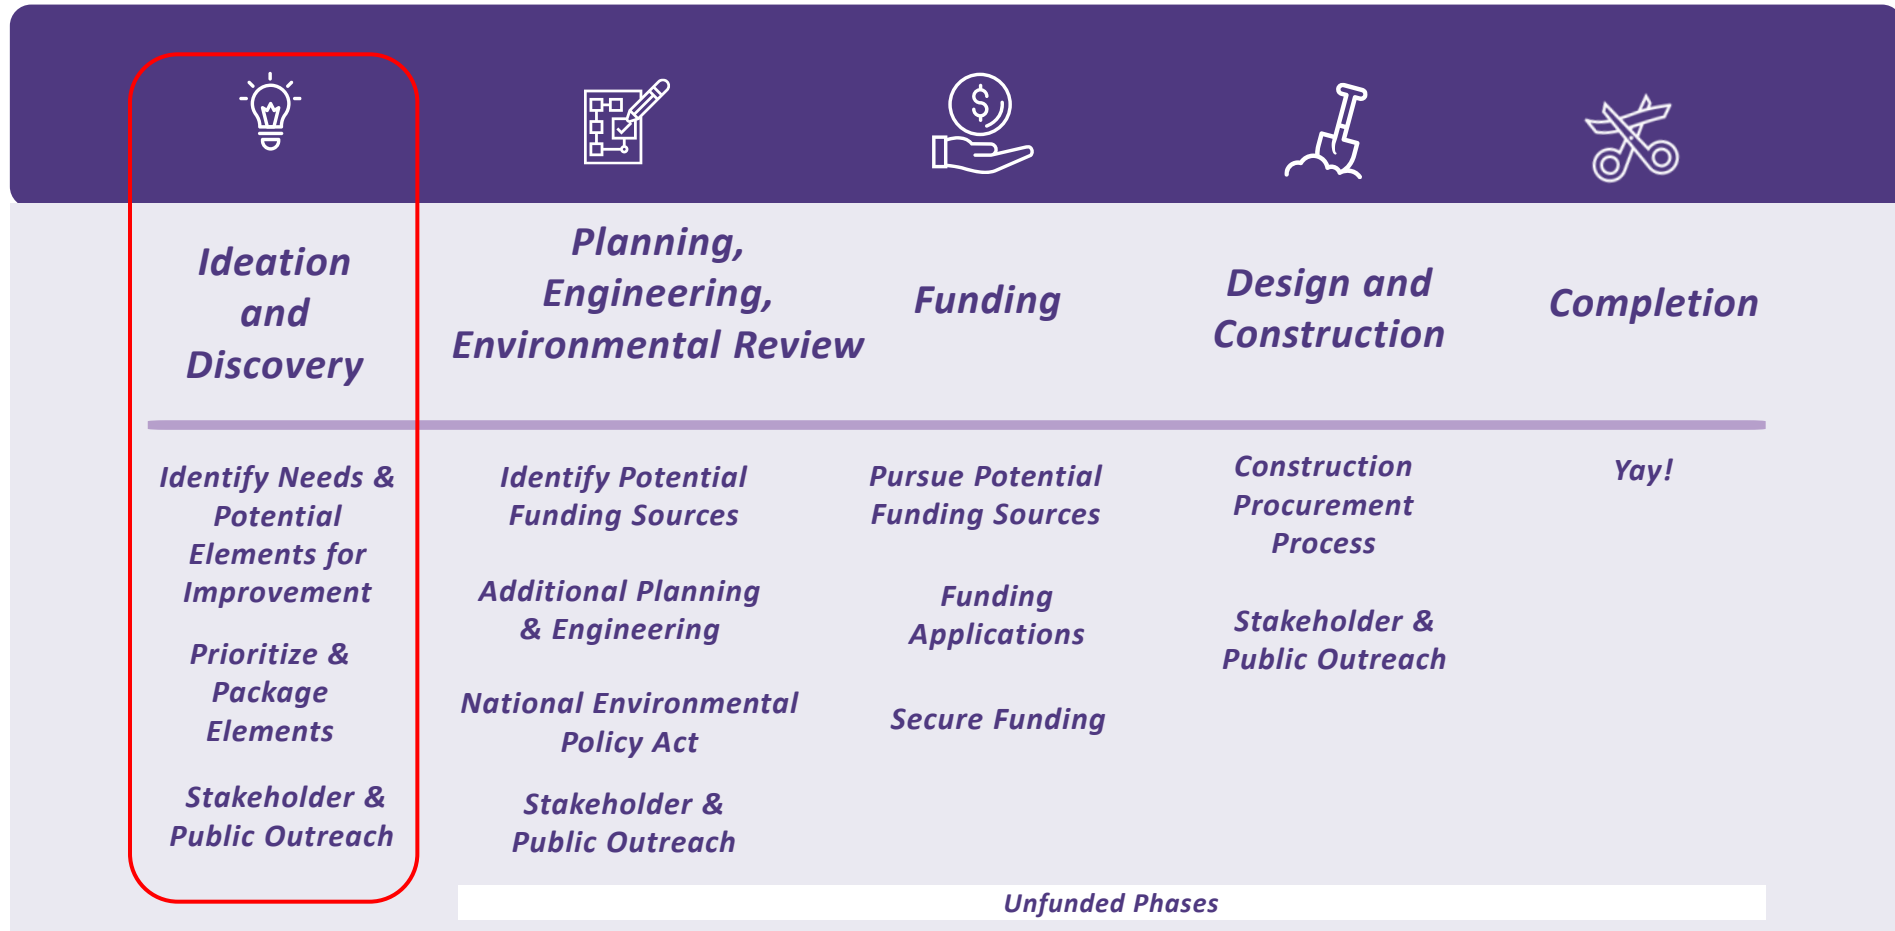 Ideation
and
Discovery
Planning,
Engineering,
Environmental Review
Funding
Design and
Construction
Completion
Identify Needs &
Potential
Elements for
Improvement
Prioritize &
Package
Elements
Stakeholder &
Public Outreach
Identify Potential
Funding Sources
Additional Planning
& Engineering
National Environmental
Policy Act
Stakeholder &
Public Outreach
Pursue Potential
Funding Sources
Funding
Applications
Secure Funding
Construction
Procurement
Process
Stakeholder &
Public Outreach
Yay!
Unfunded Phases